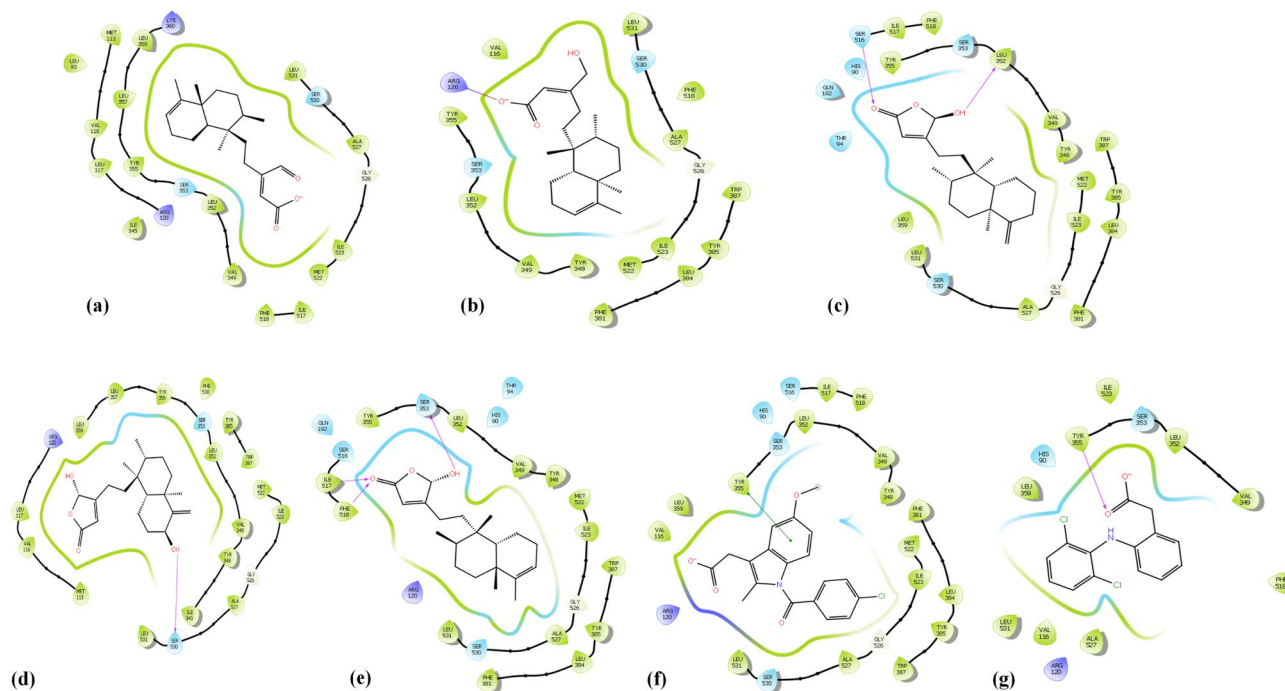 LYS 360
MET 113
LEU 359
LEU 93
LEU 531
SER 530
LEU 357
VAL 116
ALA 527
TYR 355
LEU 117
GLY 526
SER 353
ARG 120
LEU 352
ILE 345
ILE 523
VAL 349
MET 522
PHE 518
ILE 517
O
O
O⁻
(a)
LEU 531
VAL 116
SER 530
HO
ARG 120
PHE 518
O⁻
O
TYR 355
ALA 527
GLY 526
SER 353
TRP 387
LEU 352
ILE 523
TYR 385
VAL 349
TYR 348
MET 522
LEU 384
PHE 381
(b)
PHE 518
ILE 517
SER 516
SER 353
LEU 352
TYR 355
HIS 90
GLN 192
O
O
OH
VAL 349
THR 94
TYR 348
TRP 387
MET 522
TYR 385
LEU 359
ILE 523
LEU 384
LEU 531
SER 530
GLY 526
ALA 527
PHE 381
(c)
PHE 518
LEU 357
TYR 355
SER 353
TYR 385
LEU 359
ARG 120
LEU 352
TRP 387
HO
O
O
MET 522
ILE 523
LEU 117
VAL 349
OH
VAL 116
TYR 348
GLY 526
MET 113
ILE 345
ALA 527
LEU 531
SER 530
(d)
THR 94
SER 353
HIS 90
TYR 355
LEU 352
GLN 192
SER 516
VAL 349
TYR 348
ILE 517
O
O
OH
PHE 518
MET 522
ILE 523
TRP 387
ARG 120
GLY 526
LEU 531
SER 530
ALA 527
TYR 385
LEU 384
PHE 381
(e)
SER 516
ILE 517
PHE 518
HIS 90
LEU 352
SER 353
VAL 349
TYR 355
TYR 348
O
LEU 359
PHE 381
VAL 116
MET 522
O⁻
O
N
ILE 523
Cl
LEU 384
ARG 120
O
GLY 526
TYR 385
LEU 531
ALA 527
SER 530
TRP 387
(f)
ILE 523
SER 353
TYR 355
LEU 352
HIS 90
LEU 359
O⁻
VAL 349
O
Cl
H
N
Cl
PHE 518
LEU 531
VAL 116
ALA 527
ARG 120
(g)